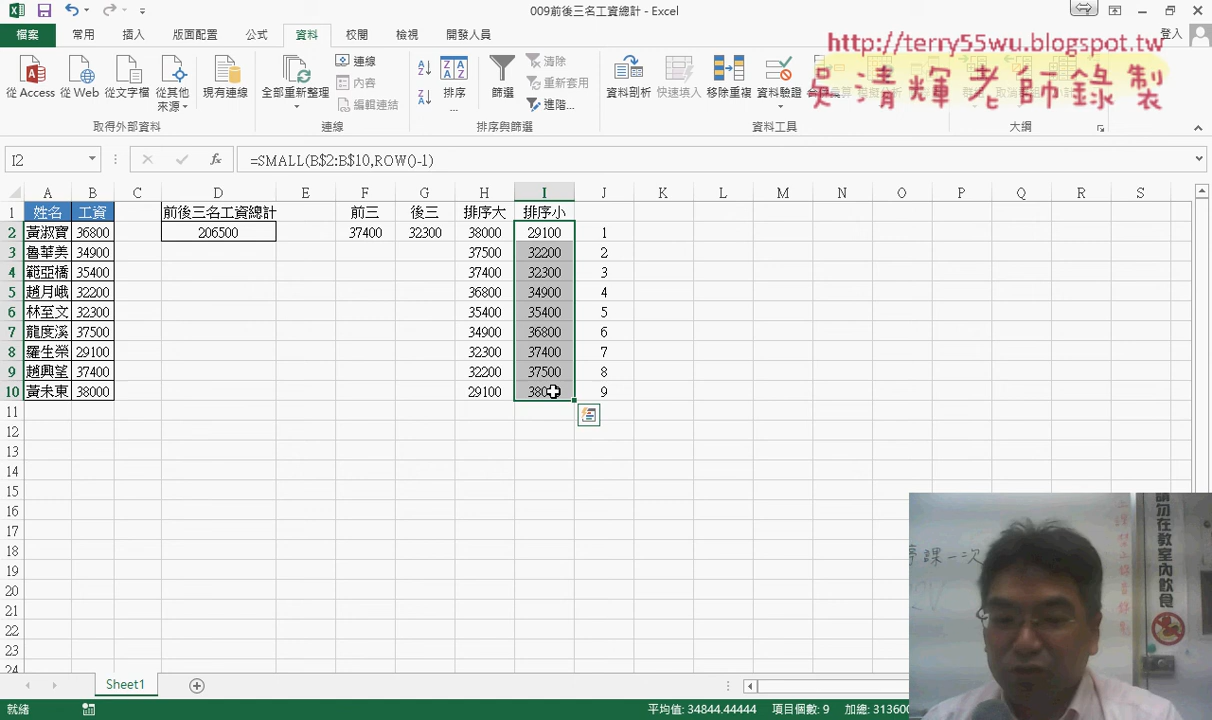 009前後三名工資總計 - Excel
檔案 常用 插入 版面配置 公式 資料 校閱 檢視 開發人員 登入
http://terry55wu.blogspot.tw
吳清輝老師錄製
從 Access 從 Web 從文字檔 從其他來源 現有連線 全部重新整理 連線 內容 編輯連結 排序... 篩選 清除 重新套用 進階... 資料剖析 快速填入 移除重複 資料驗證
取得外部資料 連線 排序與篩選 資料工具 大綱
I2 fx =SMALL(B$2:B$10,ROW()-1)
A B C D E F G H I J K L M N O P Q R S
1 姓名 工資 前後三名工資總計 前三 後三 排序大 排序小
2 黃淑寶 36800 206500 37400 32300 38000 29100 1
3 魯華美 34900 37500 32200 2
4 範亞橋 35400 37400 32300 3
5 趙月峨 32200 36800 34900 4
6 林至文 32300 35400 35400 5
7 龍度溪 37500 34900 36800 6
8 羅生榮 29100 32300 37400 7
9 趙興望 37400 32200 37500 8
10 黃未東 38000 29100 9
11
12
13
14
15
16
17
18
19
20
21
22
23
24
請勿在教室內飲食
Sheet1
就緒 平均值: 34844.44444 項目個數: 9 加總: 313600